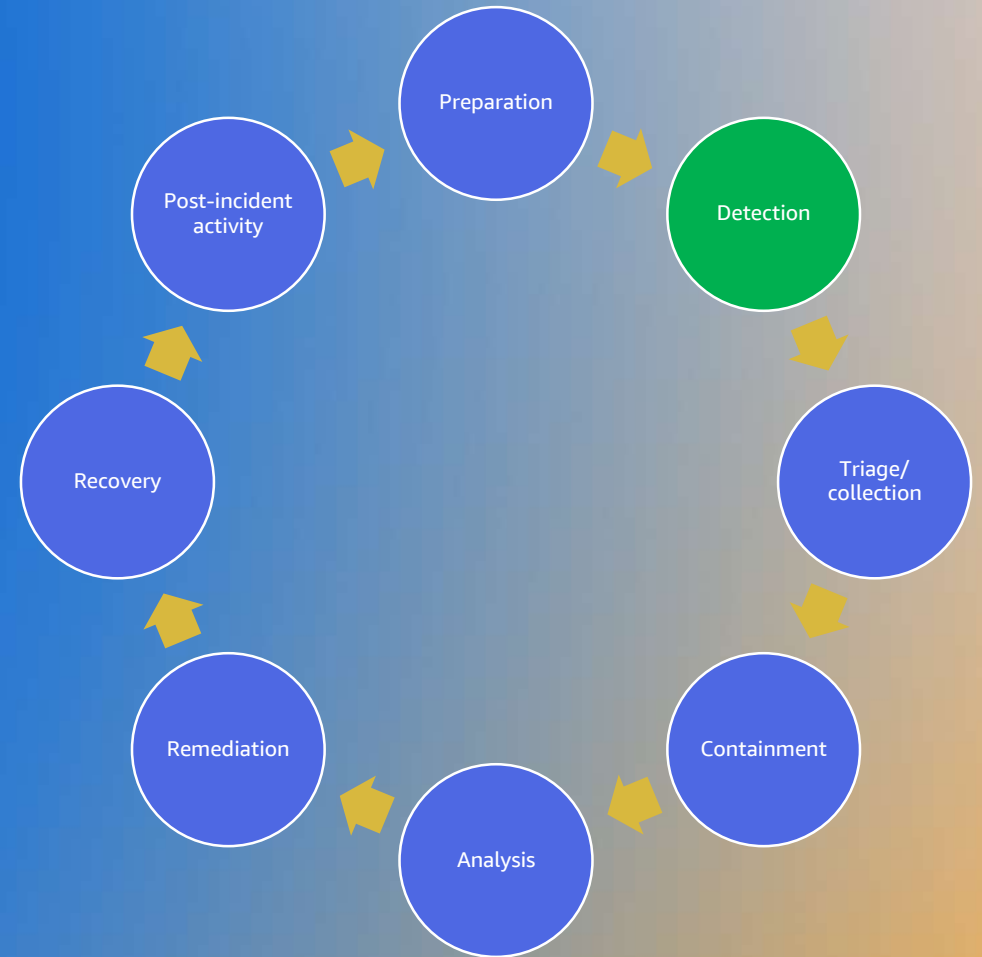 Preparation
Detection
Triage/
collection
Containment
Analysis
Remediation
Recovery
Post-incident
activity